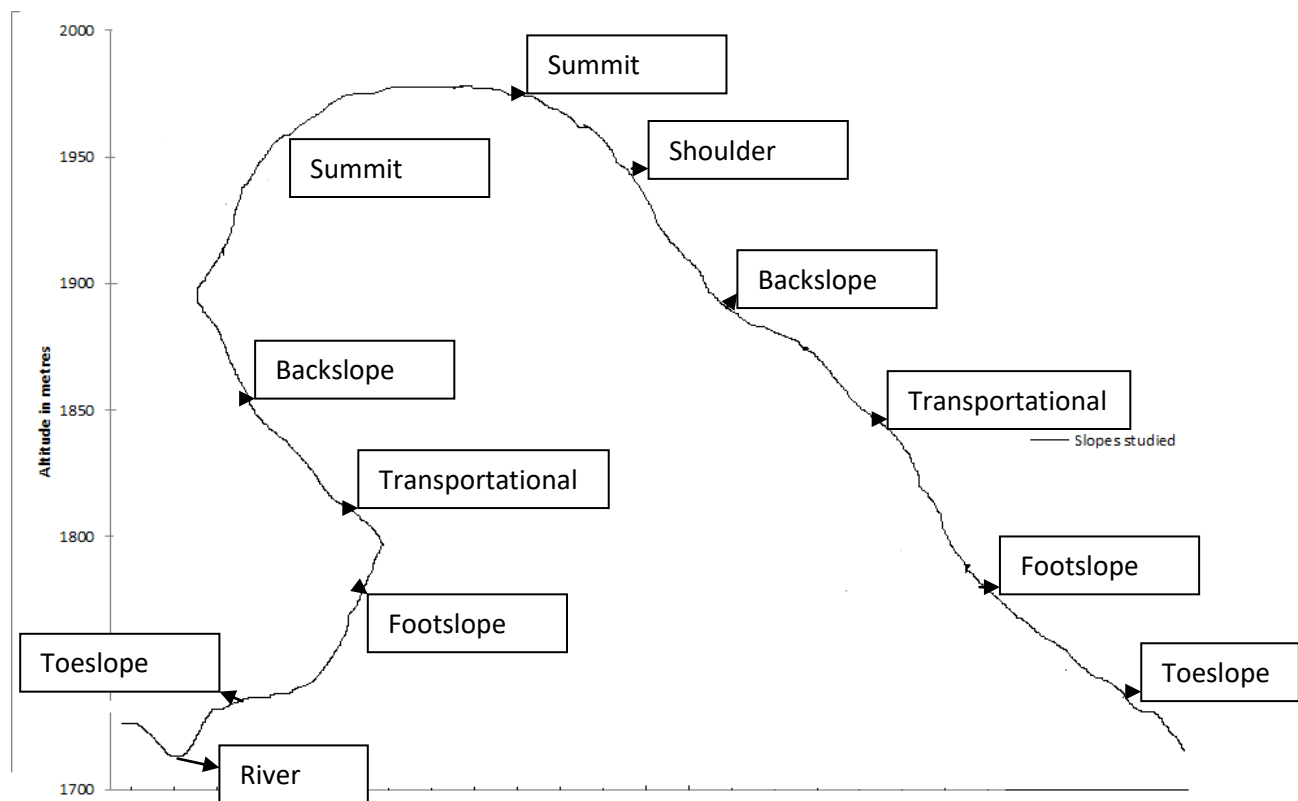 2000
Summit
Shoulder
1950
Summit
1900
Backslope
Backslope
1850
Transportational
Altitude in metres
Slopes studied
Transportational
1800
Footslope
Footslope
Toeslope
Toeslope
River
1700